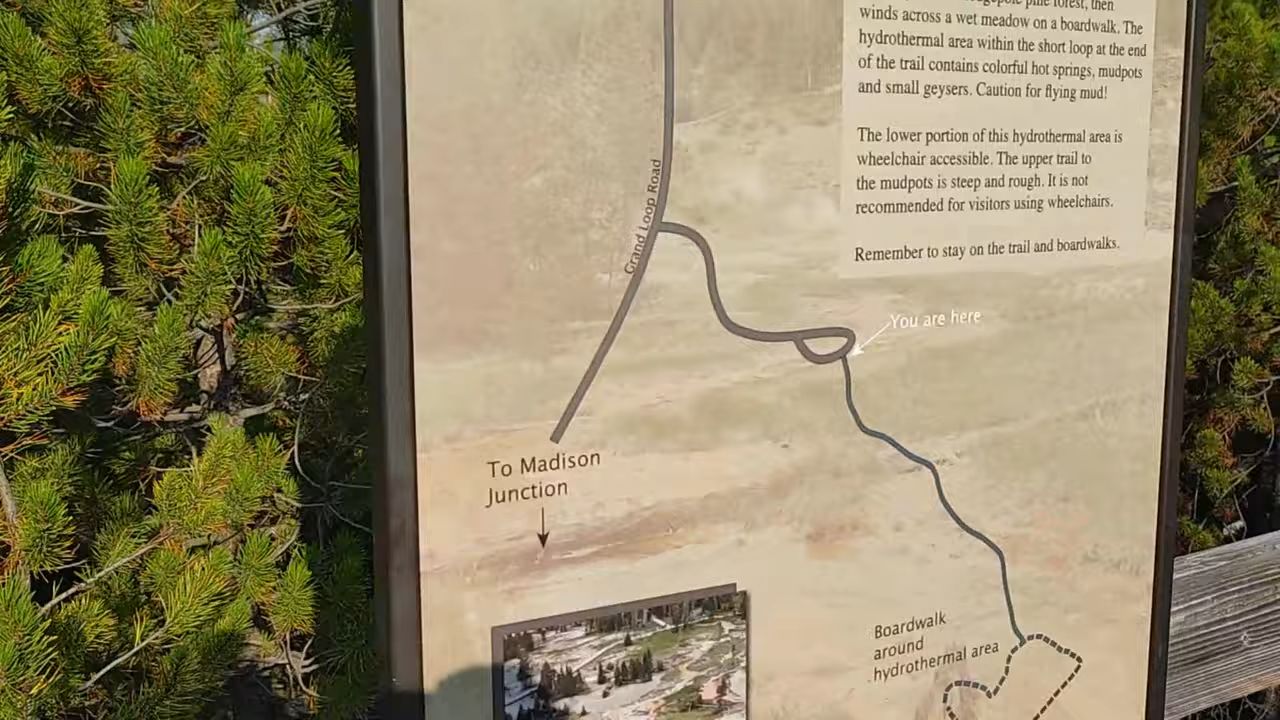 pine forest, then
winds across a wet meadow on a boardwalk. The
hydrothermal area within the short loop at the end
of the trail contains colorful hot springs, mudpots
and small geysers. Caution for flying mud!
The lower portion of this hydrothermal area is
wheelchair accessible. The upper trail to
the mudpots is steep and rough. It is not
recommended for visitors using wheelchairs.
Remember to stay on the trail and boardwalks.
Grand Loop Road
You are here
To Madison
Junction
Boardwalk
around
hydrothermal area